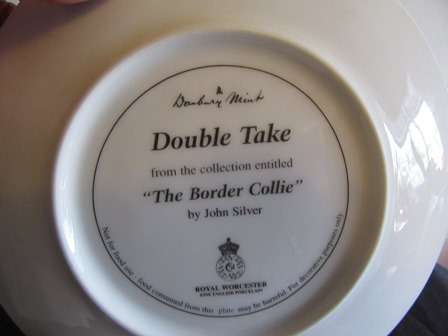 Danbury Mint
Double Take
from the collection entitled
"The Border Collie"
by John Silver
ROYAL WORCESTER
FINE ENGLISH PORCELAIN
Not for food use - food consumed from this plate may be harmful. For decorative purposes only